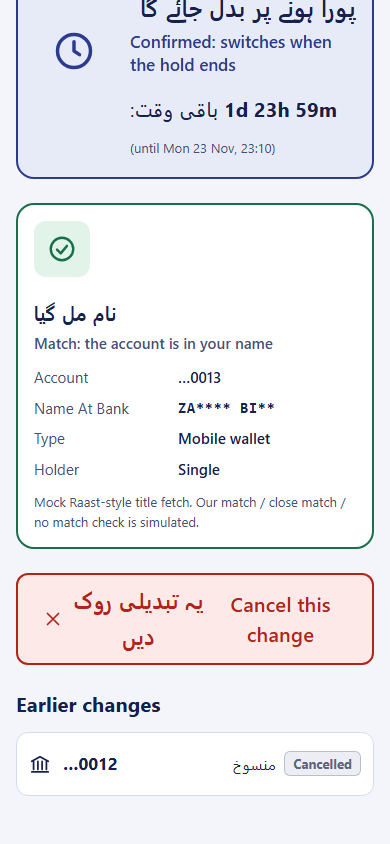 پورا ہونے پر بدل جائے گا
Confirmed: switches when
the hold ends
باقی وقت: 1d 23h 59m
(until Mon 23 Nov, 23:10)
نام مل گیا
Match: the account is in your name
Account ...0013
Name At Bank ZA**** BI**
Type Mobile wallet
Holder Single
Mock Raast-style title fetch. Our match / close match /
no match check is simulated.
یہ تبدیلی روک
دیں
Cancel this
change
Earlier changes
...0012 منسوخ Cancelled